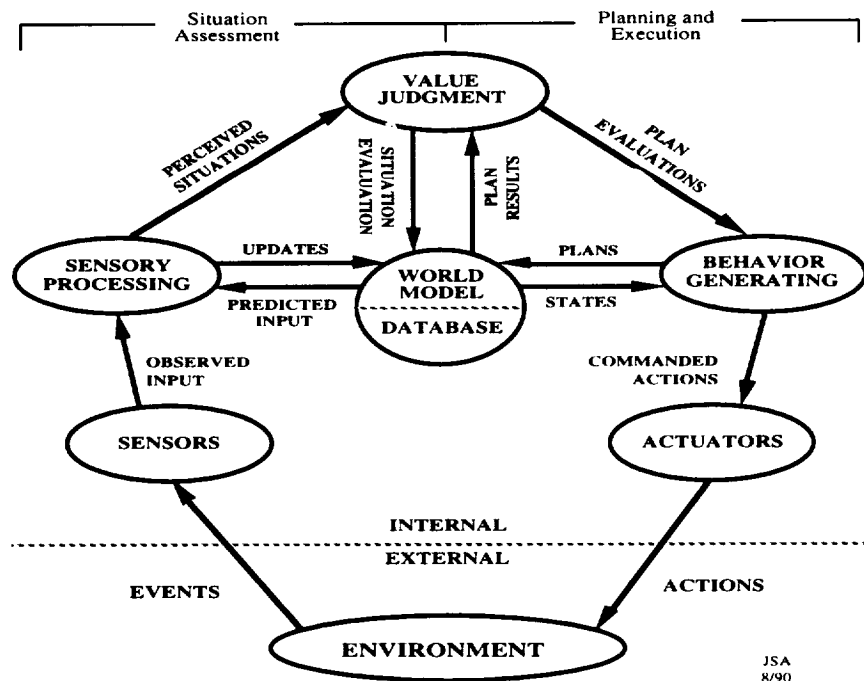 Situation
Assessment
Planning and
Execution
VALUE
JUDGMENT
PERCEIVED
SITUATIONS
SITUATION
EVALUATION
PLAN
RESULTS
PLAN
EVALUATIONS
SENSORY
PROCESSING
UPDATES
PREDICTED
INPUT
WORLD
MODEL
DATABASE
PLANS
STATES
BEHAVIOR
GENERATING
OBSERVED
INPUT
COMMANDED
ACTIONS
SENSORS
ACTUATORS
INTERNAL
EXTERNAL
EVENTS
ACTIONS
ENVIRONMENT
JSA
8/90